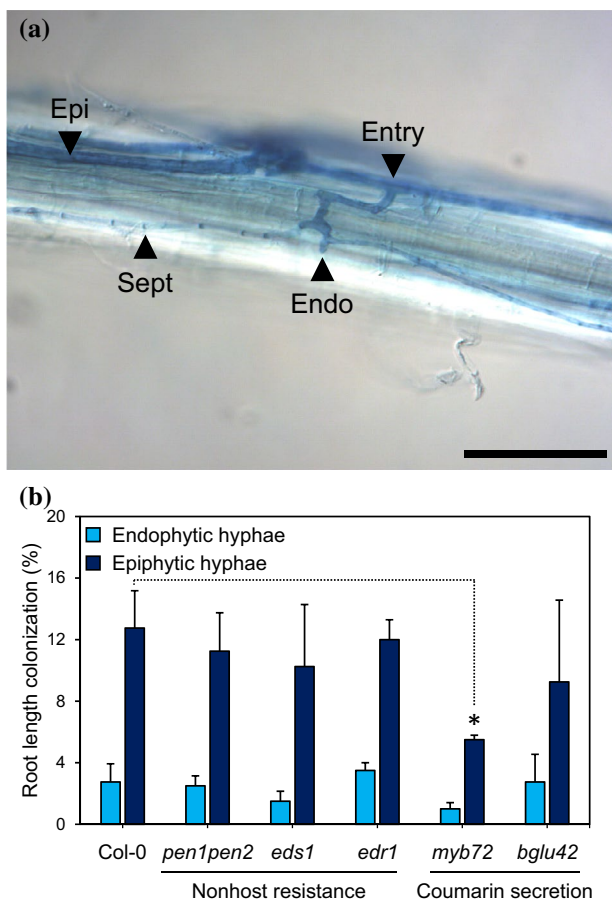 (a)
Epi
Entry
Sept
Endo
(b)
20
Endophytic hyphae
Epiphytic hyphae
16
12
8
4
0
Root length colonization (%)
*
Col-0 pen1pen2 eds1 edr1 myb72 bglu42
Nonhost resistance Coumarin secretion